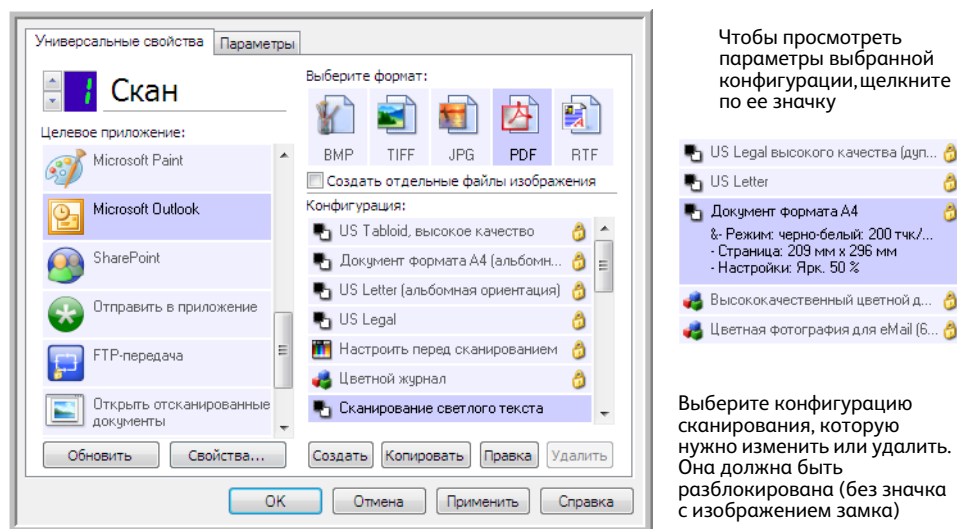 Универсальные свойства
Параметры
1
Скан
Целевое приложение:
Microsoft Paint
Microsoft Outlook
SharePoint
Отправить в приложение
FTP-передача
Открыть отсканированные
документы
Обновить
Свойства...
Выберите формат:
BMP
TIFF
JPG
PDF
RTF
Создать отдельные файлы изображения
Конфигурация:
US Tabloid, высокое качество
Документ формата A4 (альбомн...
US Letter (альбомная ориентация)
US Legal
Настроить перед сканированием
Цветной журнал
Сканирование светлого текста
Создать
Копировать
Правка
Удалить
OK
Отмена
Применить
Справка
Чтобы просмотреть
параметры выбранной
конфигурации, щелкните
по ее значку
US Legal высокого качества (дуп...
US Letter
Документ формата A4
&- Режим: черно-белый: 200 тчк/...
- Страница: 209 мм x 296 мм
- Настройки: Ярк. 50 %
Высококачественный цветной д...
Цветная фотография для eMail (6...
Выберите конфигурацию
сканирования, которую
нужно изменить или удалить.
Она должна быть
разблокирована (без значка
с изображением замка)